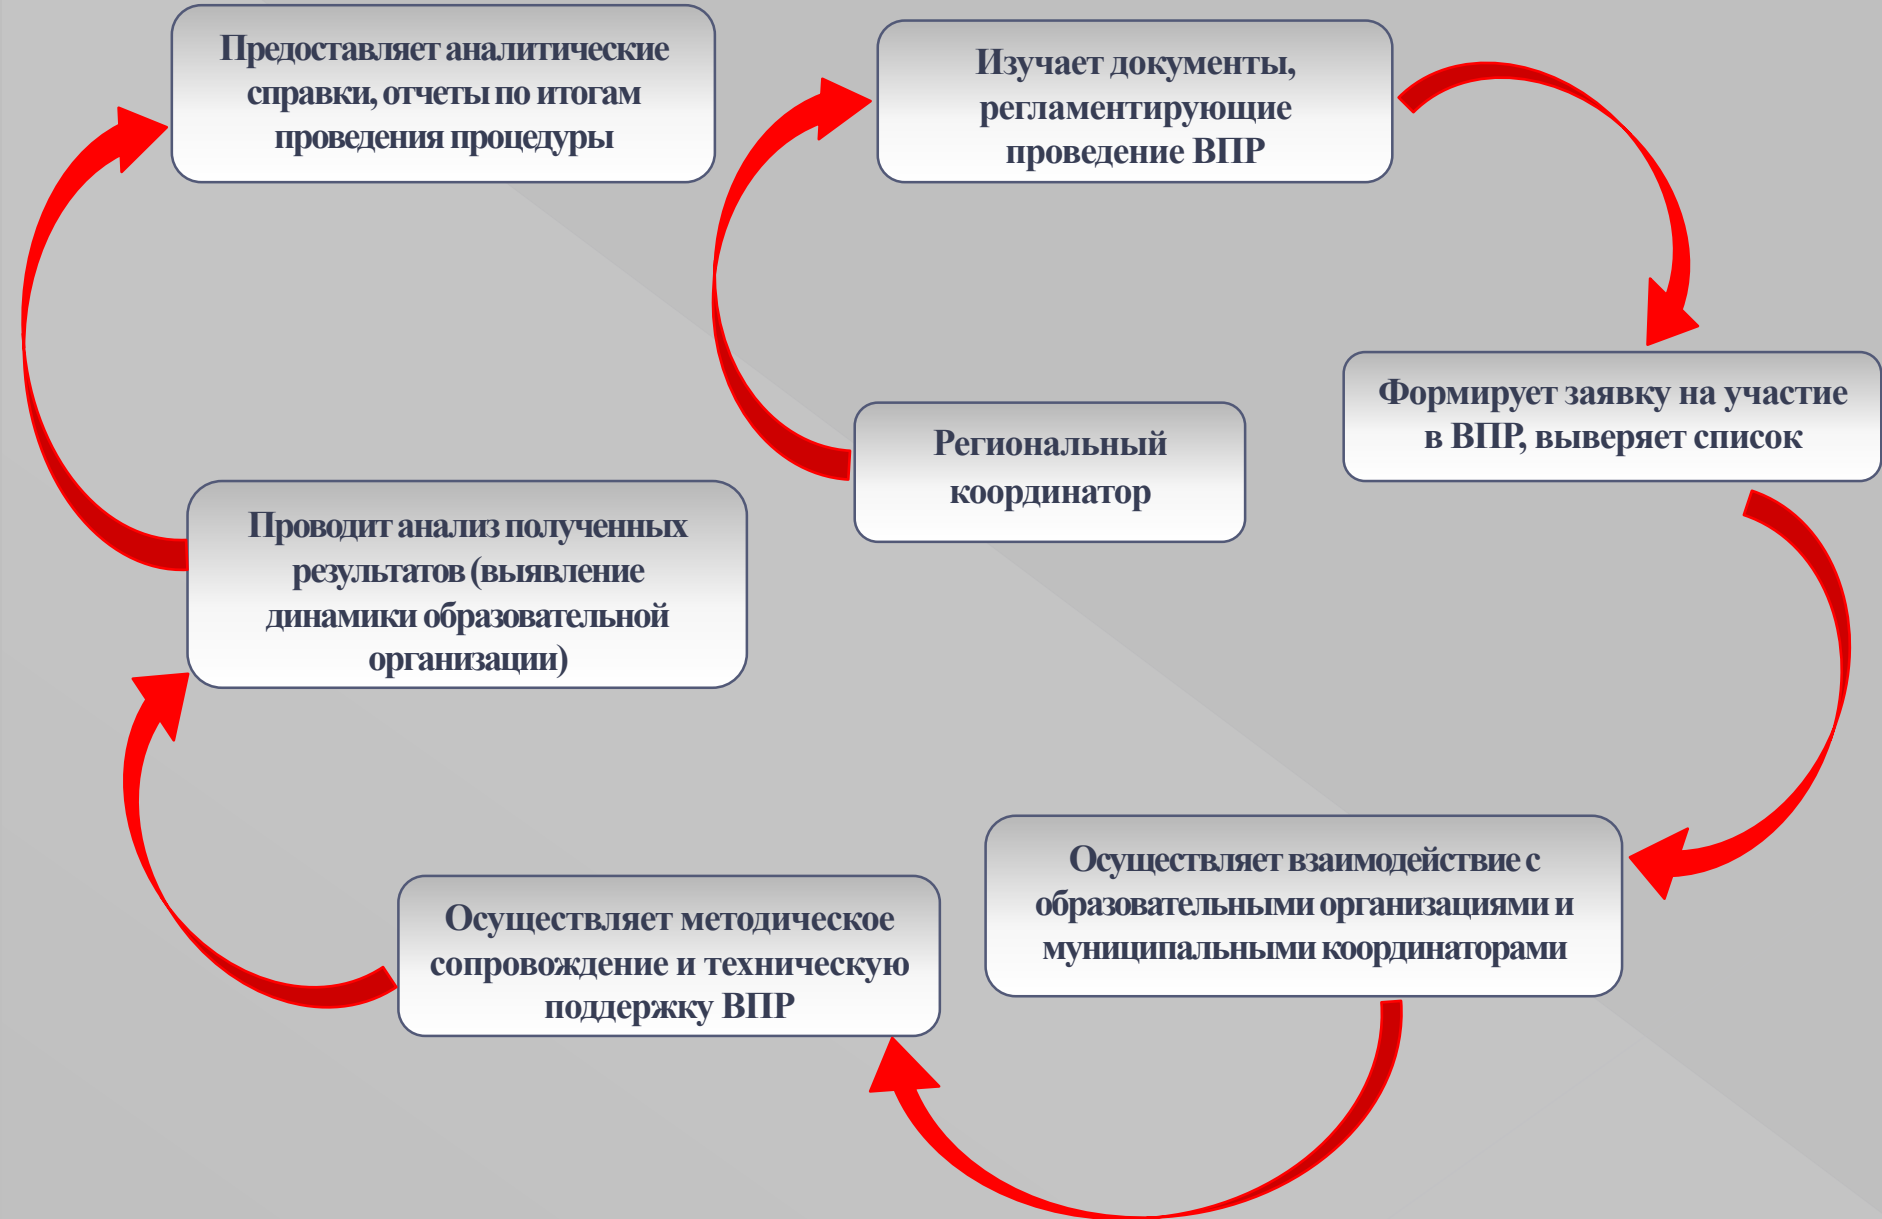 Предоставляет аналитические
справки, отчеты по итогам
проведения процедуры
Изучает документы,
регламентирующие
проведение ВПР
Формирует заявку на участие
в ВПР, выверяет список
Региональный
координатор
Проводит анализ полученных
результатов (выявление
динамики образовательной
организации)
Осуществляет взаимодействие с
образовательными организациями и
муниципальными координаторами
Осуществляет методическое
сопровождение и техническую
поддержку ВПР